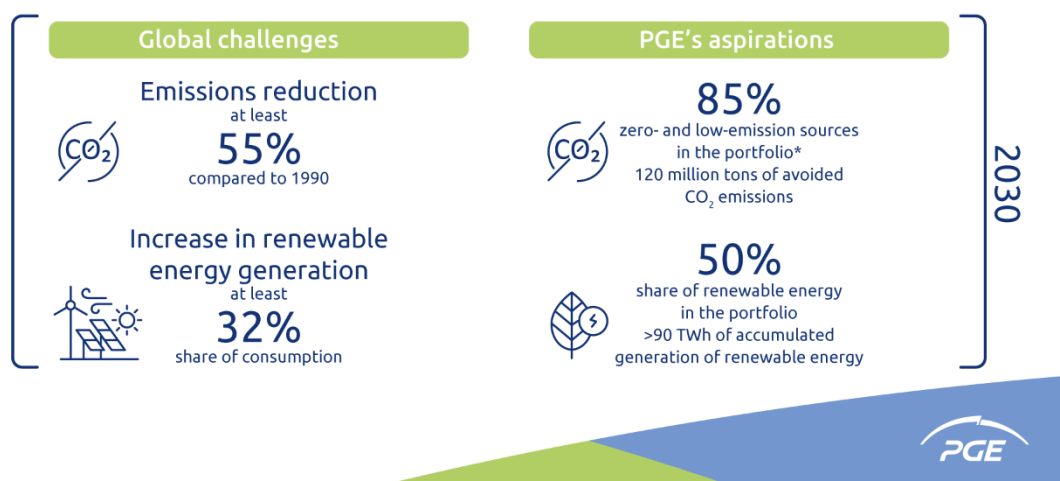 Global challenges
Emissions reduction
at least
55%
compared to 1990
CO₂
Increase in renewable
energy generation
at least
32%
share of consumption
PGE’s aspirations
85%
zero- and low-emission sources
in the portfolio*
120 million tons of avoided
CO₂ emissions
CO₂
50%
share of renewable energy
in the portfolio
>90 TWh of accumulated
generation of renewable energy
2030
PGE